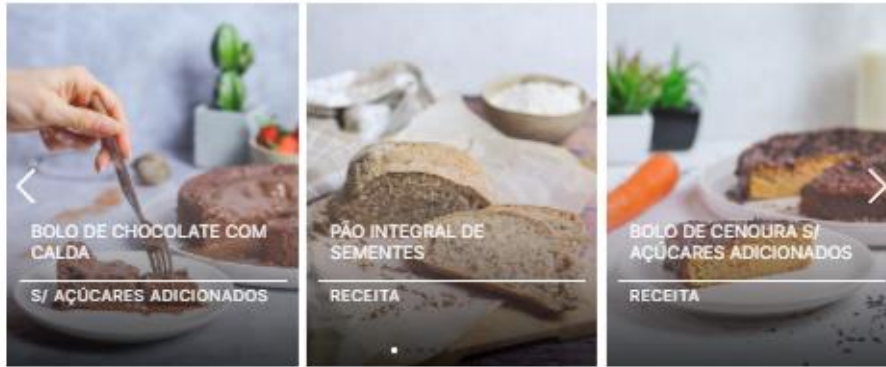 BOLO DE CHOCOLATE COM
CALDA
S/ AÇÚCARES ADICIONADOS
PÃO INTEGRAL DE
SEMENTES
RECEITA
BOLO DE CENOURA S/
AÇÚCARES ADICIONADOS
RECEITA